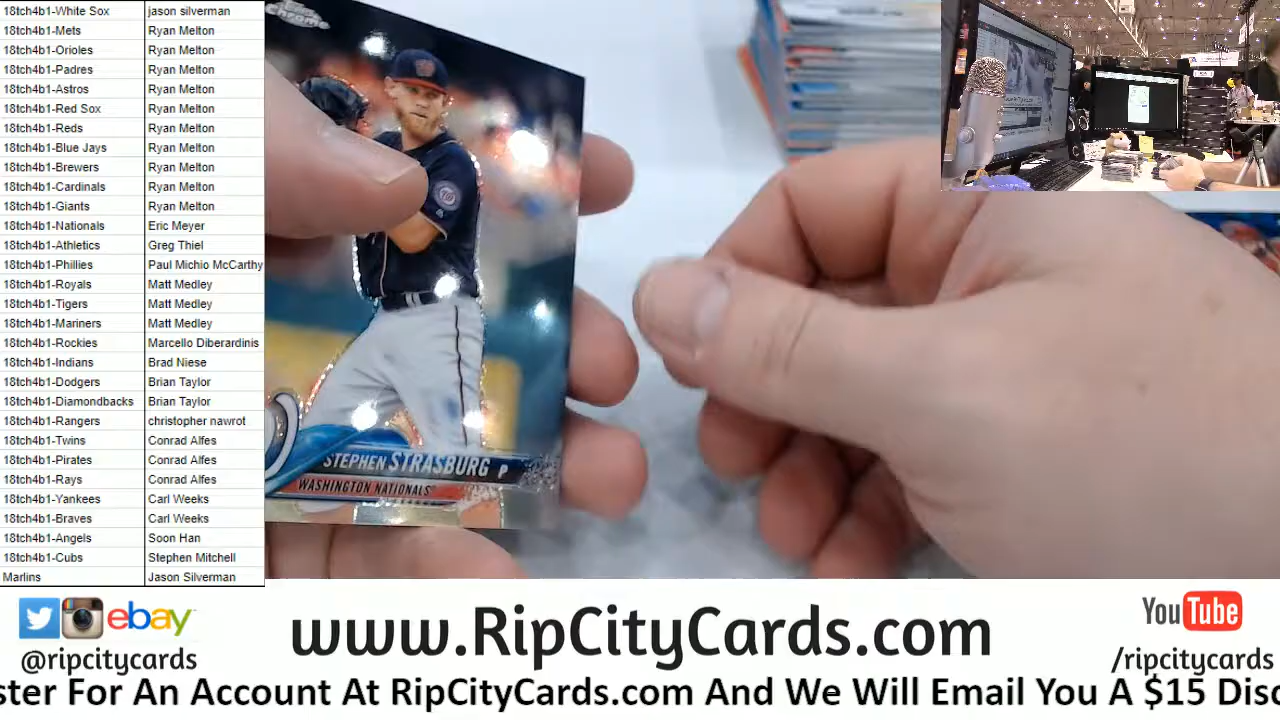 18tch4b1-White Sox jason silverman
18tch4b1-Mets Ryan Melton
18tch4b1-Orioles Ryan Melton
18tch4b1-Padres Ryan Melton
18tch4b1-Astros Ryan Melton
18tch4b1-Red Sox Ryan Melton
18tch4b1-Reds Ryan Melton
18tch4b1-Blue Jays Ryan Melton
18tch4b1-Brewers Ryan Melton
18tch4b1-Cardinals Ryan Melton
18tch4b1-Giants Ryan Melton
18tch4b1-Nationals Eric Meyer
18tch4b1-Athletics Greg Thiel
18tch4b1-Phillies Paul Michio McCarthy
18tch4b1-Royals Matt Medley
18tch4b1-Tigers Matt Medley
18tch4b1-Mariners Matt Medley
18tch4b1-Rockies Marcello Diberardinis
18tch4b1-Indians Brad Niese
18tch4b1-Dodgers Brian Taylor
18tch4b1-Diamondbacks Brian Taylor
18tch4b1-Rangers christopher nawrot
18tch4b1-Twins Conrad Alfes
18tch4b1-Pirates Conrad Alfes
18tch4b1-Rays Conrad Alfes
18tch4b1-Yankees Carl Weeks
18tch4b1-Braves Carl Weeks
18tch4b1-Angels Soon Han
18tch4b1-Cubs Stephen Mitchell
Marlins Jason Silverman
Chrome
STEPHEN STRASBURG P
WASHINGTON NATIONALS
ebay
@ripcitycards
www.RipCityCards.com
YouTube
/ripcitycards
ster For An Account At RipCityCards.com And We Will Email You A $15 Disc